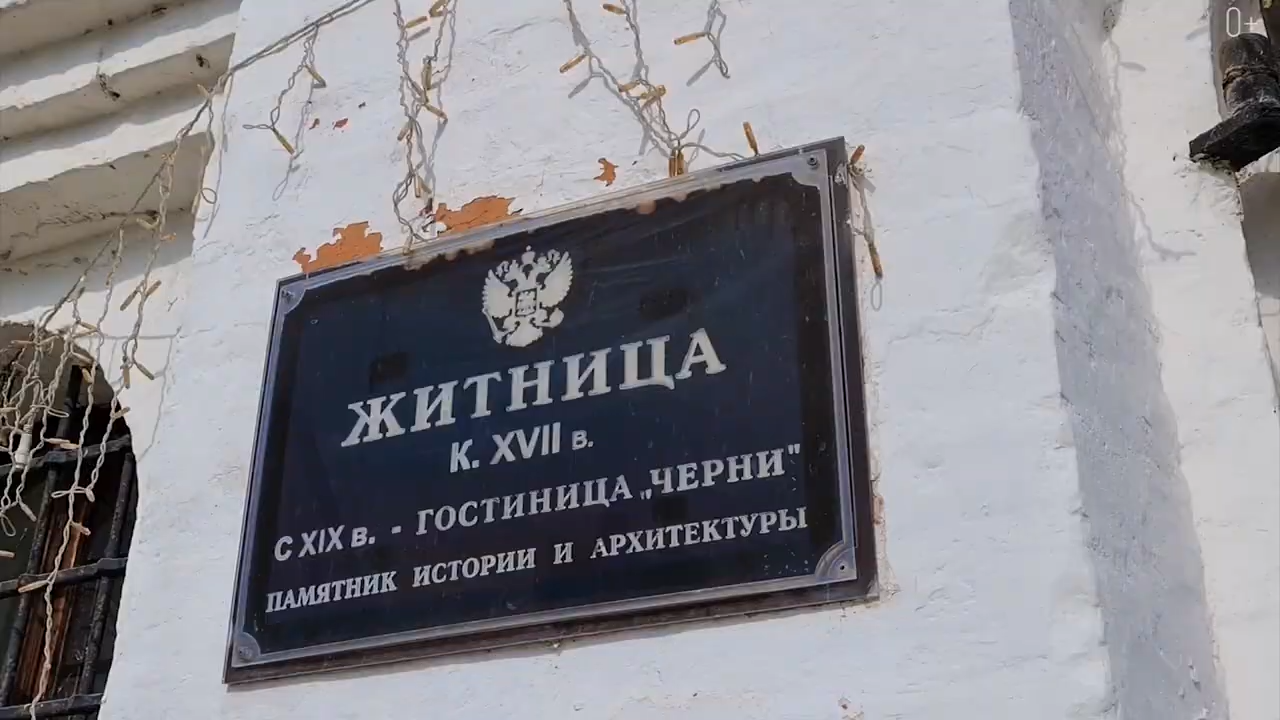 0+
ЖИТНИЦА
К. XVII В.
С XIX В. - ГОСТИНИЦА „ЧЕРНИ"
ПАМЯТНИК ИСТОРИИ И АРХИТЕКТУРЫ